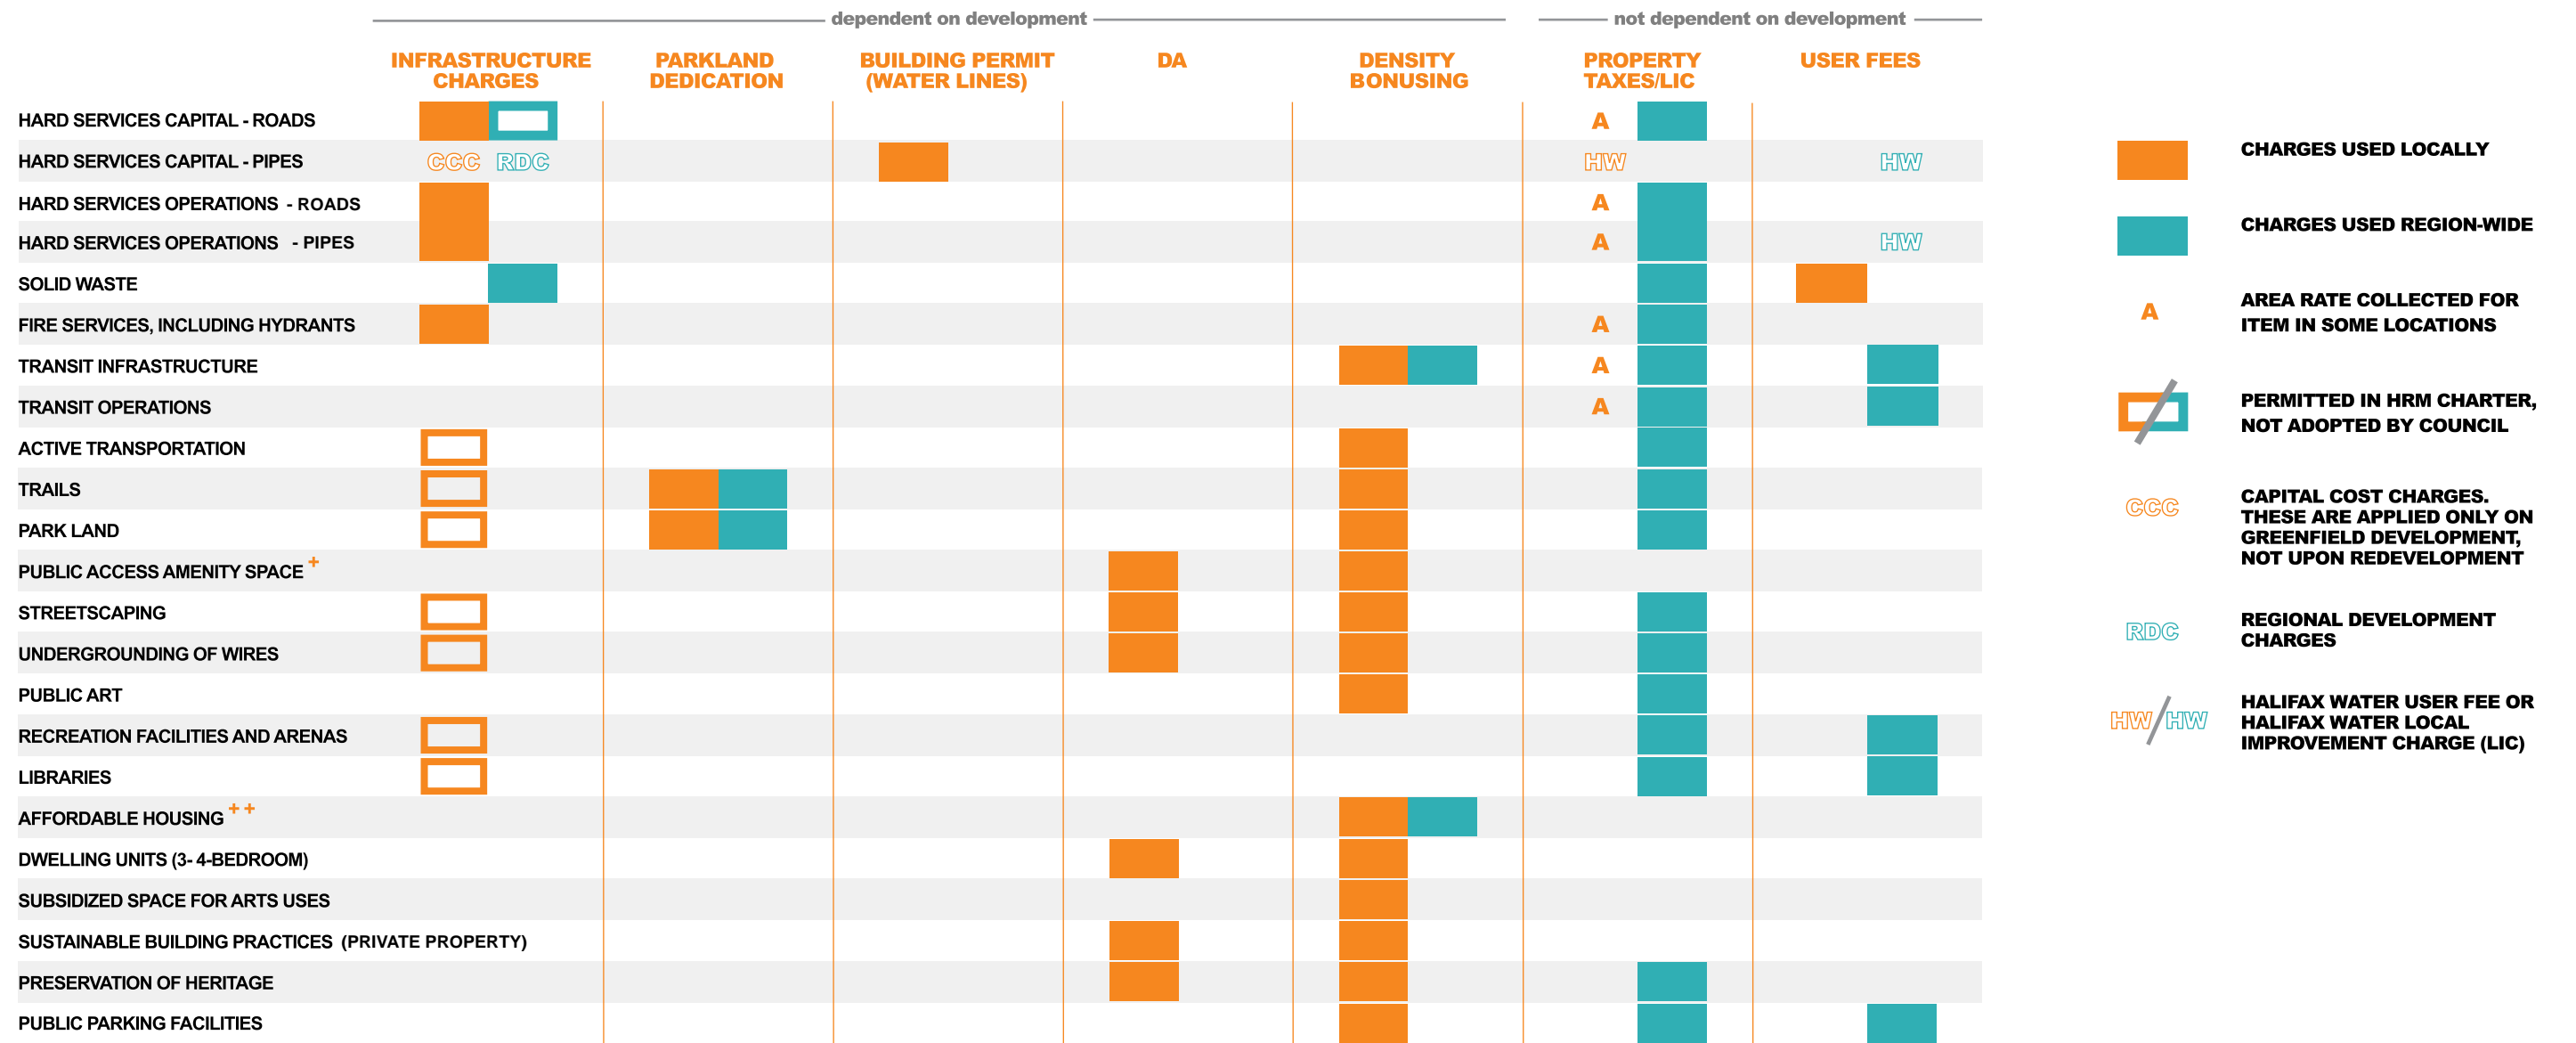 dependent on development
not dependent on development
INFRASTRUCTURE CHARGES
PARKLAND DEDICATION
BUILDING PERMIT (WATER LINES)
DA
DENSITY BONUSING
PROPERTY TAXES/LIC
USER FEES
HARD SERVICES CAPITAL - ROADS A
HARD SERVICES CAPITAL - PIPES CCC RDC HW HW
HARD SERVICES OPERATIONS - ROADS A
HARD SERVICES OPERATIONS - PIPES A HW
SOLID WASTE
FIRE SERVICES, INCLUDING HYDRANTS A
TRANSIT INFRASTRUCTURE A
TRANSIT OPERATIONS A
ACTIVE TRANSPORTATION
TRAILS
PARK LAND
PUBLIC ACCESS AMENITY SPACE +
STREETSCAPING
UNDERGROUNDING OF WIRES
PUBLIC ART
RECREATION FACILITIES AND ARENAS
LIBRARIES
AFFORDABLE HOUSING ++
DWELLING UNITS (3- 4-BEDROOM)
SUBSIDIZED SPACE FOR ARTS USES
SUSTAINABLE BUILDING PRACTICES (PRIVATE PROPERTY)
PRESERVATION OF HERITAGE
PUBLIC PARKING FACILITIES
CHARGES USED LOCALLY
CHARGES USED REGION-WIDE
A
AREA RATE COLLECTED FOR
ITEM IN SOME LOCATIONS
PERMITTED IN HRM CHARTER,
NOT ADOPTED BY COUNCIL
CCC
CAPITAL COST CHARGES.
THESE ARE APPLIED ONLY ON
GREENFIELD DEVELOPMENT,
NOT UPON REDEVELOPMENT
RDC
REGIONAL DEVELOPMENT
CHARGES
HW/HW
HALIFAX WATER USER FEE OR
HALIFAX WATER LOCAL
IMPROVEMENT CHARGE (LIC)